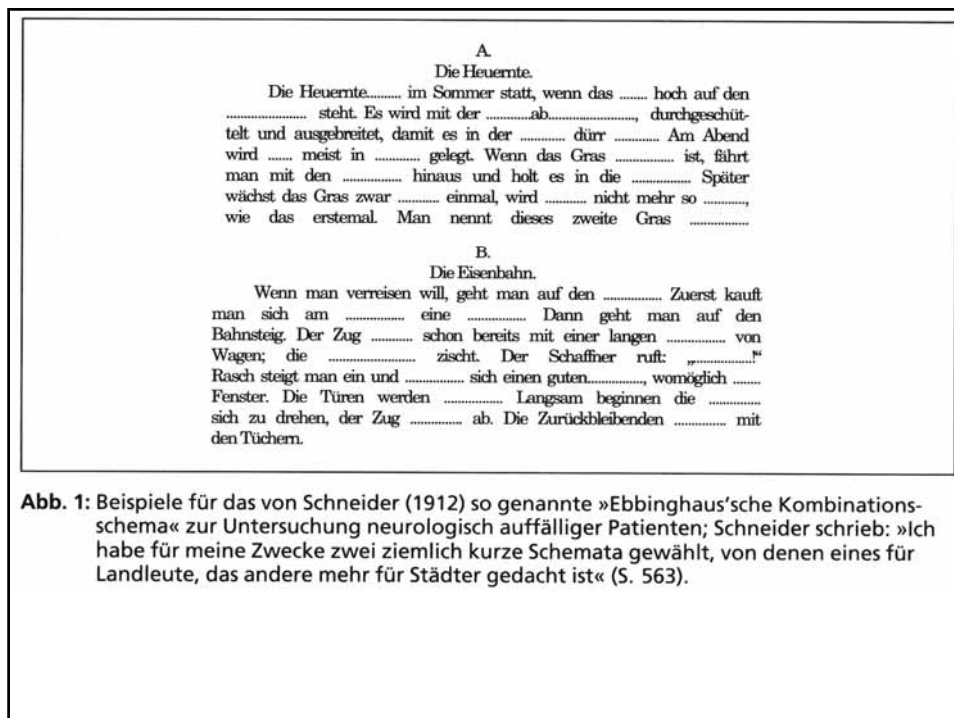 A.
Die Heuernte.
Die Heuernte.......... im Sommer statt, wenn das ........ hoch auf den
....................... steht. Es wird mit der .............ab........................, durchgeschüt-
telt und ausgebreitet, damit es in der ............. dürr ............. Am Abend
wird ....... meist in ............. gelegt. Wenn das Gras ................. ist, fährt
man mit den ................. hinaus und holt es in die ................. Später
wächst das Gras zwar ............ einmal, wird ............ nicht mehr so ............,
wie das erstemal. Man nennt dieses zweite Gras .................
B.
Die Eisenbahn.
Wenn man verreisen will, geht man auf den ................. Zuerst kauft
man sich am ................. eine ................. Dann geht man auf den
Bahnsteig. Der Zug ............ schon bereits mit einer langen ................. von
Wagen; die ......................... zischt. Der Schaffner ruft: „..................!“
Rasch steigt man ein und ................. sich einen guten................., womöglich ........
Fenster. Die Türen werden ................. Langsam beginnen die ...............
sich zu drehen, der Zug ............... ab. Die Zurückbleibenden ............... mit
den Tüchern.
Abb. 1: Beispiele für das von Schneider (1912) so genannte »Ebbinghaus'sche Kombinations-
schema« zur Untersuchung neurologisch auffälliger Patienten; Schneider schrieb: »Ich
habe für meine Zwecke zwei ziemlich kurze Schemata gewählt, von denen eines für
Landleute, das andere mehr für Städter gedacht ist« (S. 563).